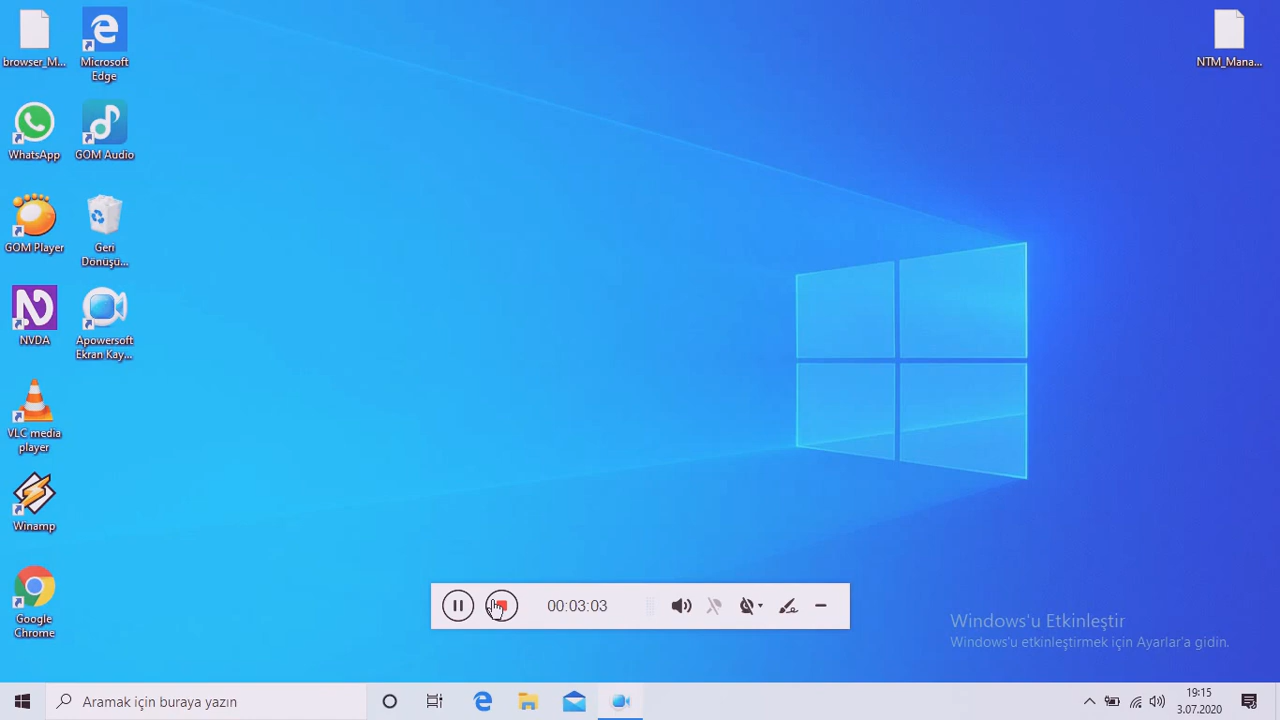 browser_M...
Microsoft
Edge
NTM_Mana...
WhatsApp
GOM Audio
GOM Player
Geri
Dönüşü...
NVDA
Apowersoft
Ekran Kay...
VLC media
player
Winamp
Google
Chrome
00:03:03
Windows'u Etkinleştir
Windows'u etkinleştirmek için Ayarlar'a gidin.
Aramak için buraya yazın
19:15
3.07.2020